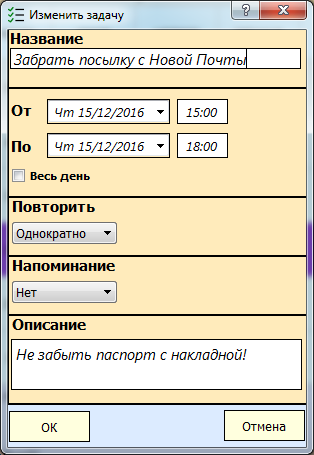 Изменить задачу
Название
Забрать посылку с Новой Почты
От Чт 15/12/2016 15:00
По Чт 15/12/2016 18:00
Весь день
Повторить
Однократно
Напоминание
Нет
Описание
Не забыть паспорт с накладной!
OK Отмена